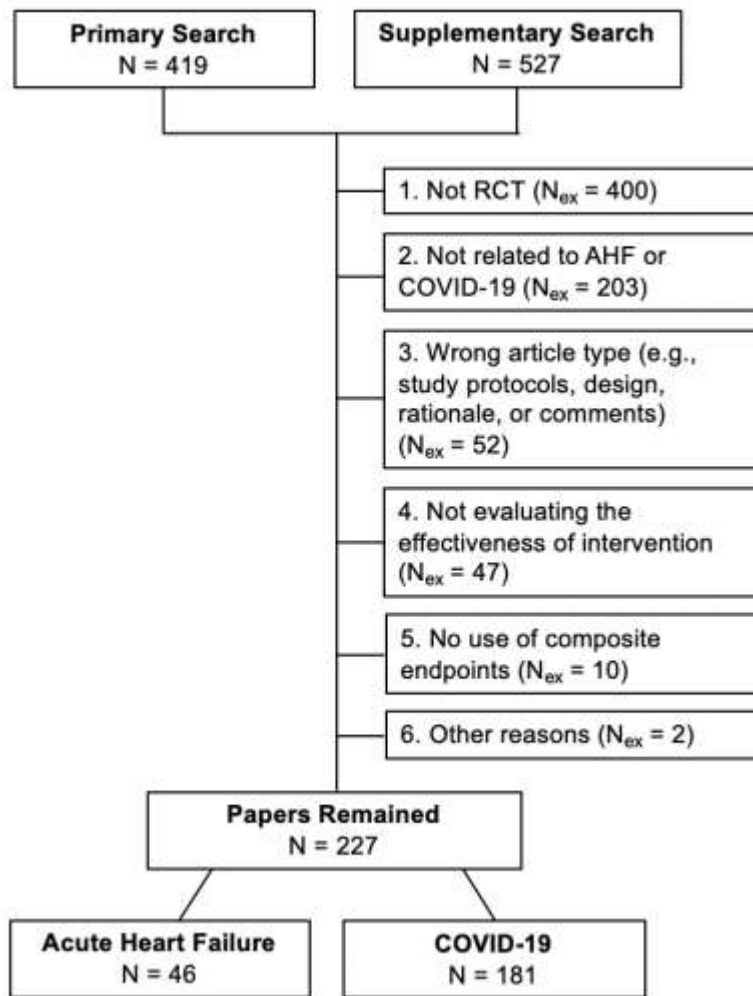 Primary Search
N = 419
Supplementary Search
N = 527
1. Not RCT (Nex = 400)
2. Not related to AHF or
COVID-19 (Nex = 203)
3. Wrong article type (e.g.,
study protocols, design,
rationale, or comments)
(Nex = 52)
4. Not evaluating the
effectiveness of intervention
(Nex = 47)
5. No use of composite
endpoints (Nex = 10)
6. Other reasons (Nex = 2)
Papers Remained
N = 227
Acute Heart Failure
N = 46
COVID-19
N = 181